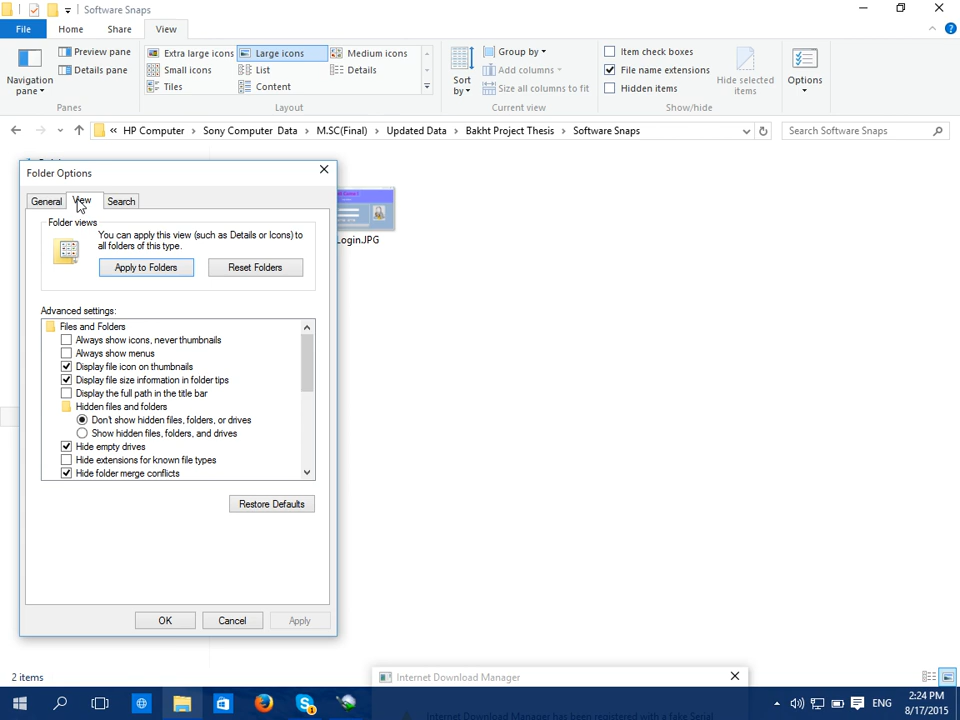 Software Snaps
File
Home
Share
View
Navigation pane
Preview pane
Details pane
Panes
Extra large icons
Large icons
Medium icons
Small icons
List
Details
Tiles
Content
Layout
Sort by
Group by
Add columns
Size all columns to fit
Current view
Item check boxes
File name extensions
Hidden items
Hide selected items
Show/hide
Options
« HP Computer › Sony Computer Data › M.SC(Final) › Updated Data › Bakht Project Thesis › Software Snaps
Search Software Snaps
Folder Options
General
View
Search
Folder views
You can apply this view (such as Details or Icons) to
all folders of this type.
Apply to Folders
Reset Folders
Advanced settings:
Files and Folders
Always show icons, never thumbnails
Always show menus
Display file icon on thumbnails
Display file size information in folder tips
Display the full path in the title bar
Hidden files and folders
Don't show hidden files, folders, or drives
Show hidden files, folders, and drives
Hide empty drives
Hide extensions for known file types
Hide folder merge conflicts
Restore Defaults
OK
Cancel
Apply
Login.JPG
2 items
Internet Download Manager
Internet Download Manager has been registered with a fake Serial
ENG
2:24 PM
8/17/2015